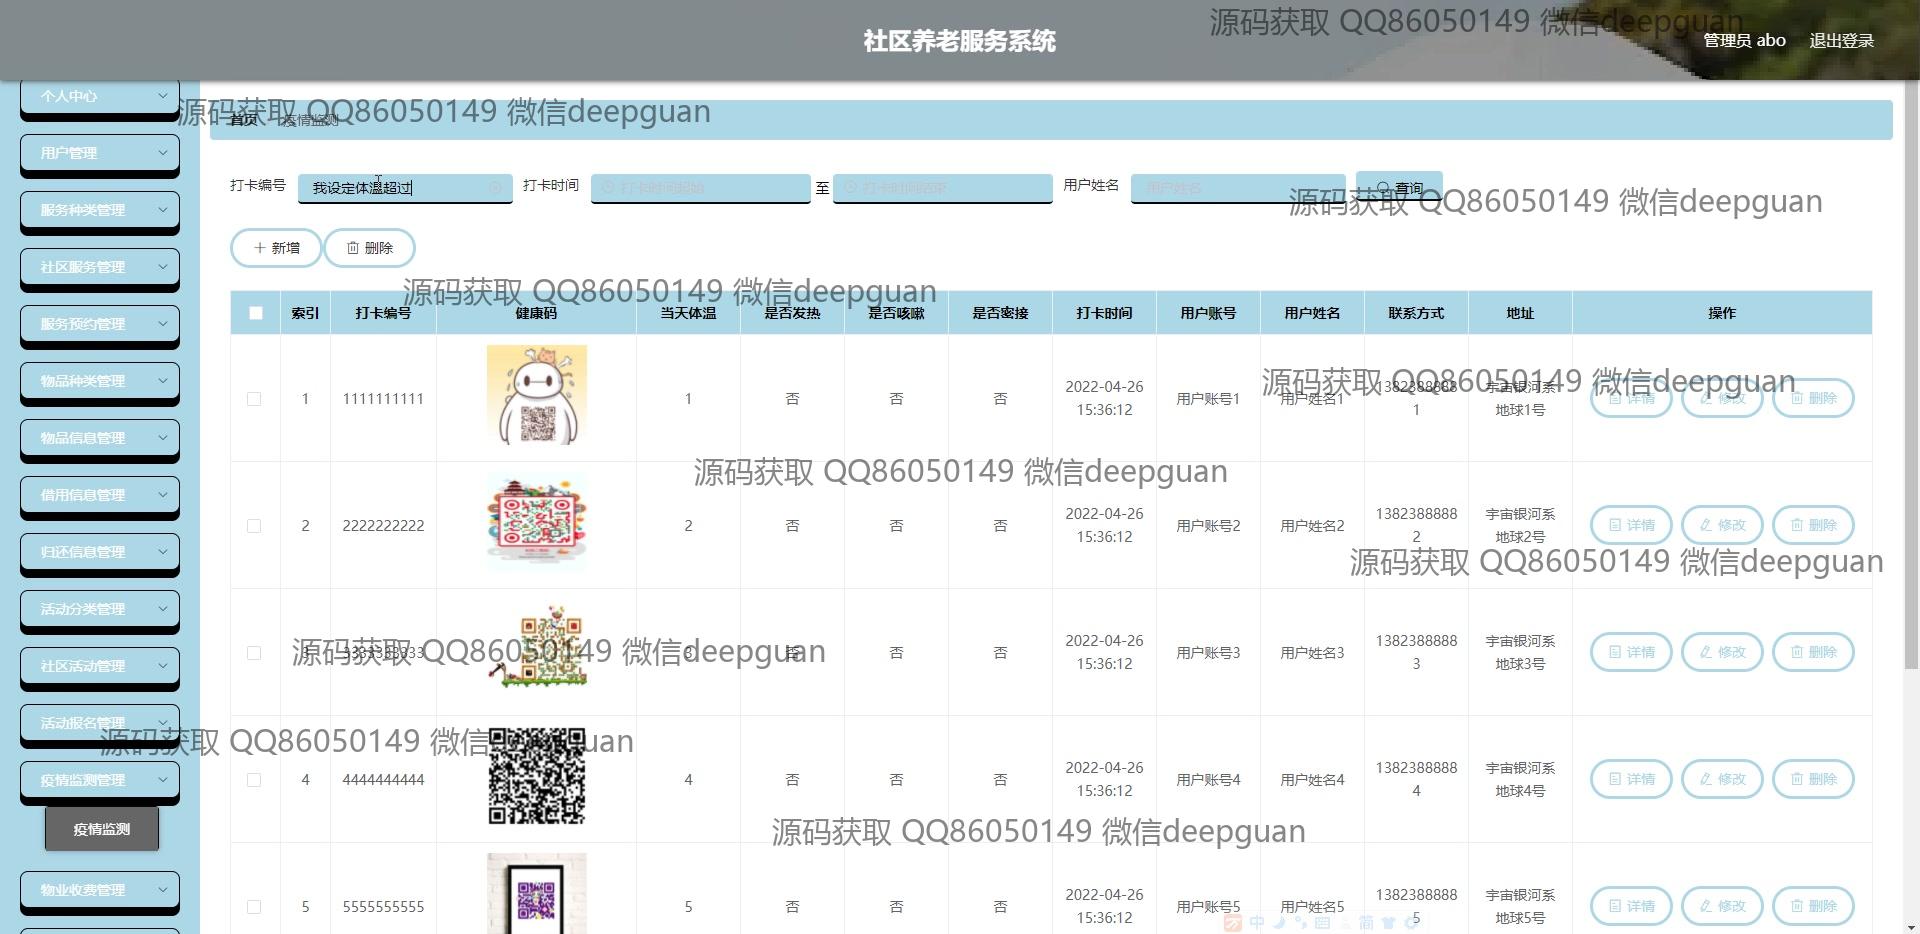 社区养老服务系统
管理员 abo
退出登录
源码获取 QQ86050149 微信deepguan
个人中心
用户管理
服务种类管理
社区服务管理
服务预约管理
物品种类管理
物品信息管理
借用信息管理
归还信息管理
活动分类管理
社区活动管理
活动报名管理
疫情监测管理
疫情监测
物业收费管理
源码获取 QQ86050149 微信deepguan
首页 疫情监测
打卡编号 我设定体温超过 打卡时间 打卡时间起始 至 打卡时间结束 用户姓名 用户姓名 查询
源码获取 QQ86050149 微信deepguan
新增 删除
源码获取 QQ86050149 微信deepguan
索引 打卡编号 健康码 当天体温 是否发热 是否咳嗽 是否密接 打卡时间 用户账号 用户姓名 联系方式 地址 操作
源码获取 QQ86050149 微信deepguan
1 1111111111 1 否 否 否 2022-04-26 15:36:12 用户账号1 用户姓名1 13823888881 宇宙银河系地球1号 详情 修改 删除
源码获取 QQ86050149 微信deepguan
2 2222222222 2 否 否 否 2022-04-26 15:36:12 用户账号2 用户姓名2 13823888882 宇宙银河系地球2号 详情 修改 删除
源码获取 QQ86050149 微信deepguan
3 3333333333 3 否 否 否 2022-04-26 15:36:12 用户账号3 用户姓名3 13823888883 宇宙银河系地球3号 详情 修改 删除
源码获取 QQ86050149 微信deepguan
源码获取 QQ86050149 微信deepguan
4 4444444444 4 否 否 否 2022-04-26 15:36:12 用户账号4 用户姓名4 13823888884 宇宙银河系地球4号 详情 修改 删除
源码获取 QQ86050149 微信deepguan
5 5555555555 5 否 否 否 2022-04-26 15:36:12 用户账号5 用户姓名5 13823888885 宇宙银河系地球5号 详情 修改 删除
中 简